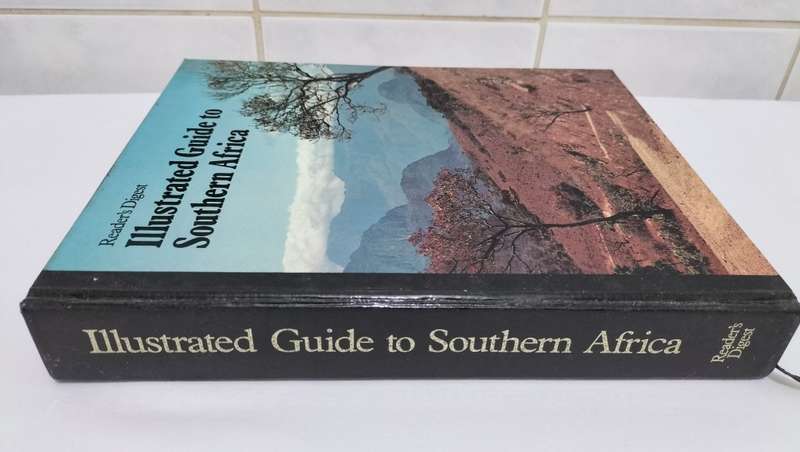 Reader's Digest
Illustrated Guide to
Southern Africa
Illustrated Guide to Southern Africa
Reader's
Digest